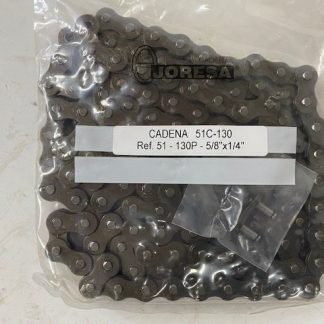 JORESA
CADENA 51C-130
Ref. 51 - 130P - 5/8"x1/4"